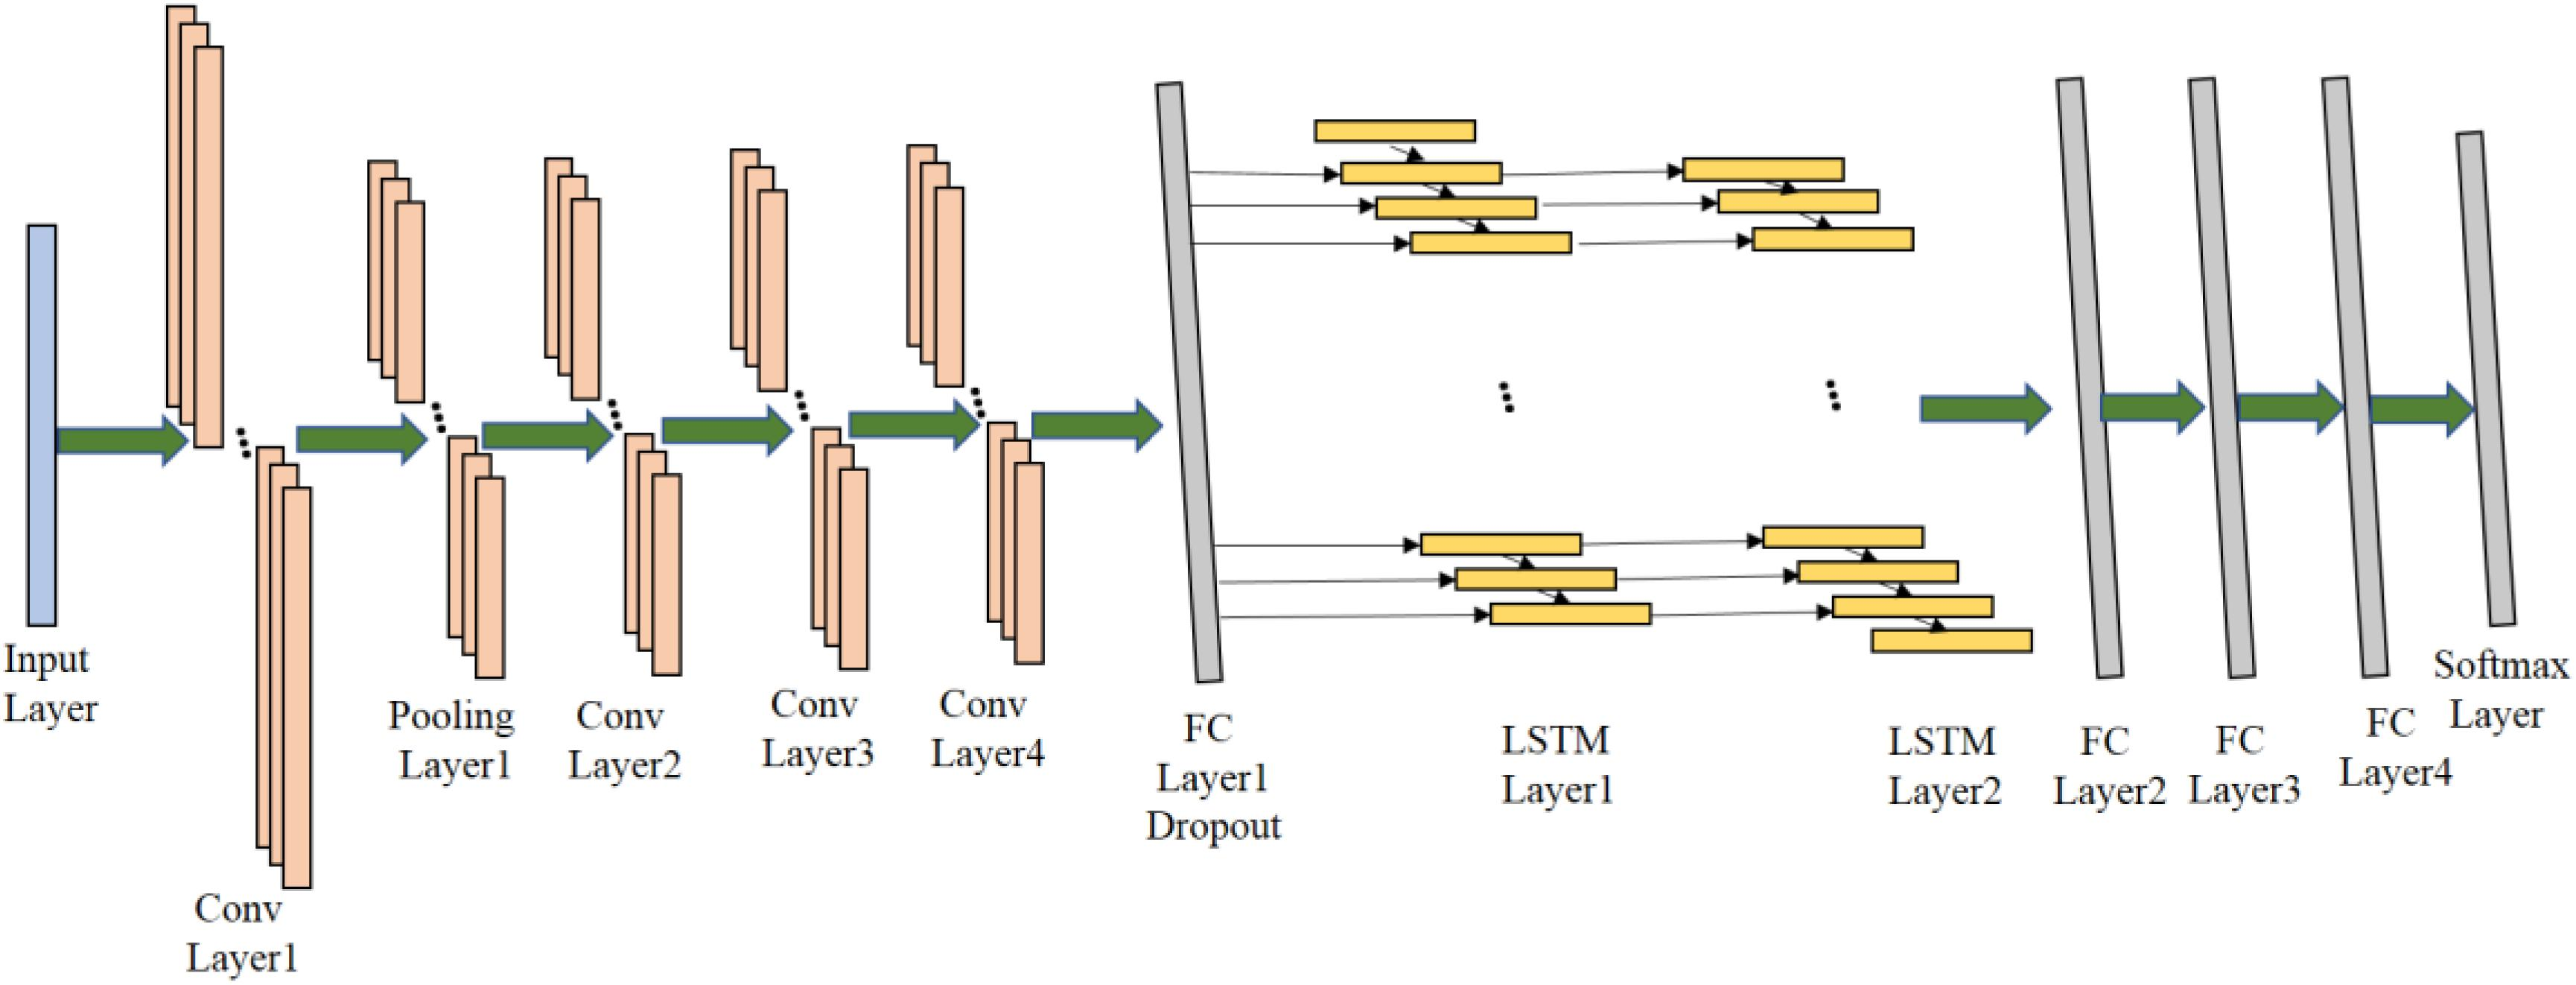 Input
Layer
Conv
Layer1
Pooling
Layer1
Conv
Layer2
Conv
Layer3
Conv
Layer4
FC
Layer1
Dropout
LSTM
Layer1
LSTM
Layer2
FC
Layer2
FC
Layer3
FC
Layer4
Softmax
Layer